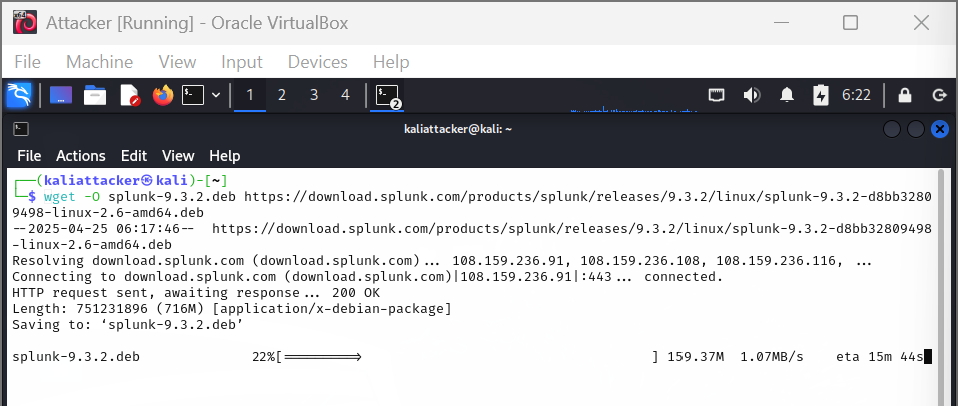 Attacker [Running] - Oracle VirtualBox
File Machine View Input Devices Help
1 2 3 4 2 6:22
kaliattacker@kali: ~
File Actions Edit View Help
┌──(kaliattacker㉿kali)-[~]
└─$ wget -O splunk-9.3.2.deb https://download.splunk.com/products/splunk/releases/9.3.2/linux/splunk-9.3.2-d8bb3280
9498-linux-2.6-amd64.deb
--2025-04-25 06:17:46-- https://download.splunk.com/products/splunk/releases/9.3.2/linux/splunk-9.3.2-d8bb32809498
-linux-2.6-amd64.deb
Resolving download.splunk.com (download.splunk.com)... 108.159.236.91, 108.159.236.108, 108.159.236.116, ...
Connecting to download.splunk.com (download.splunk.com)|108.159.236.91|:443... connected.
HTTP request sent, awaiting response... 200 OK
Length: 751231896 (716M) [application/x-debian-package]
Saving to: ‘splunk-9.3.2.deb’
splunk-9.3.2.deb 22%[=========> ] 159.37M 1.07MB/s eta 15m 44s